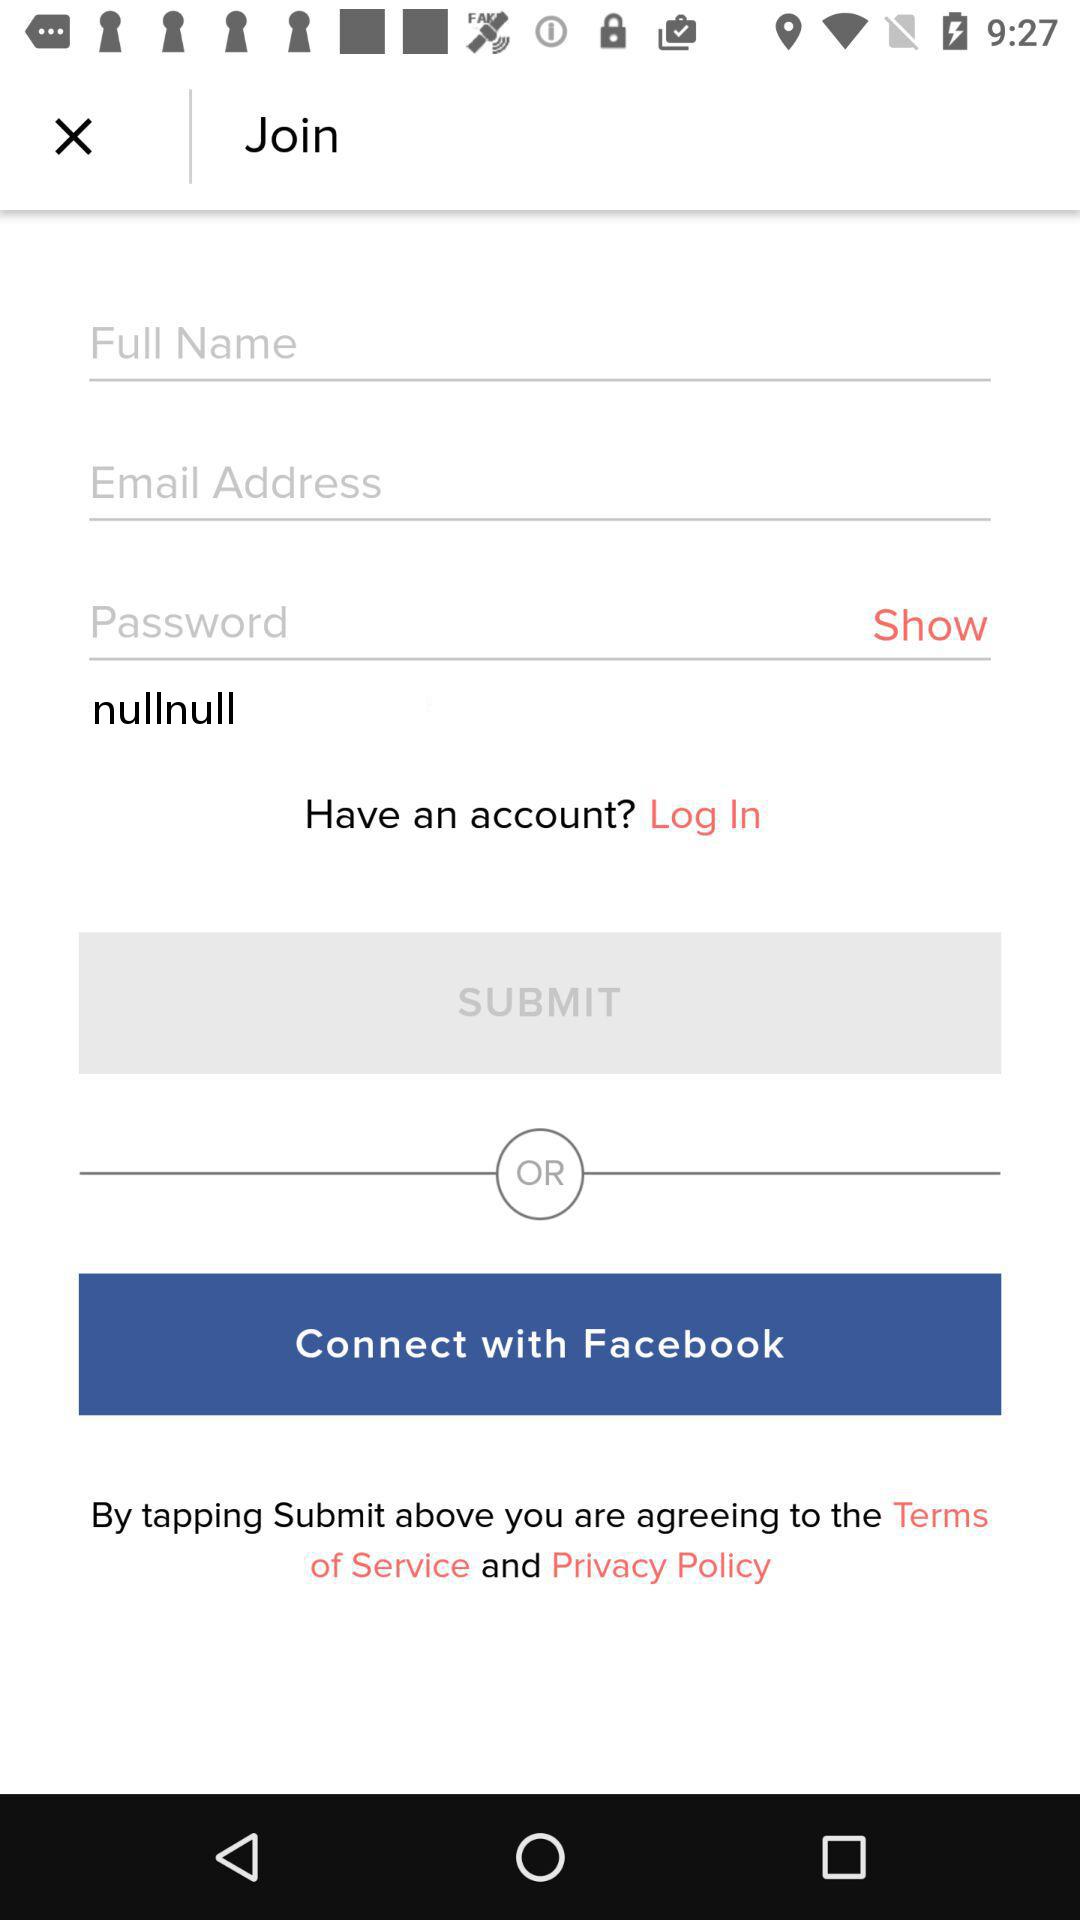 FAKE 9:27
Join
Full Name
Email Address
Password Show
nullnull
Have an account? Log In
SUBMIT
OR
Connect with Facebook
By tapping Submit above you are agreeing to the Terms
of Service and Privacy Policy